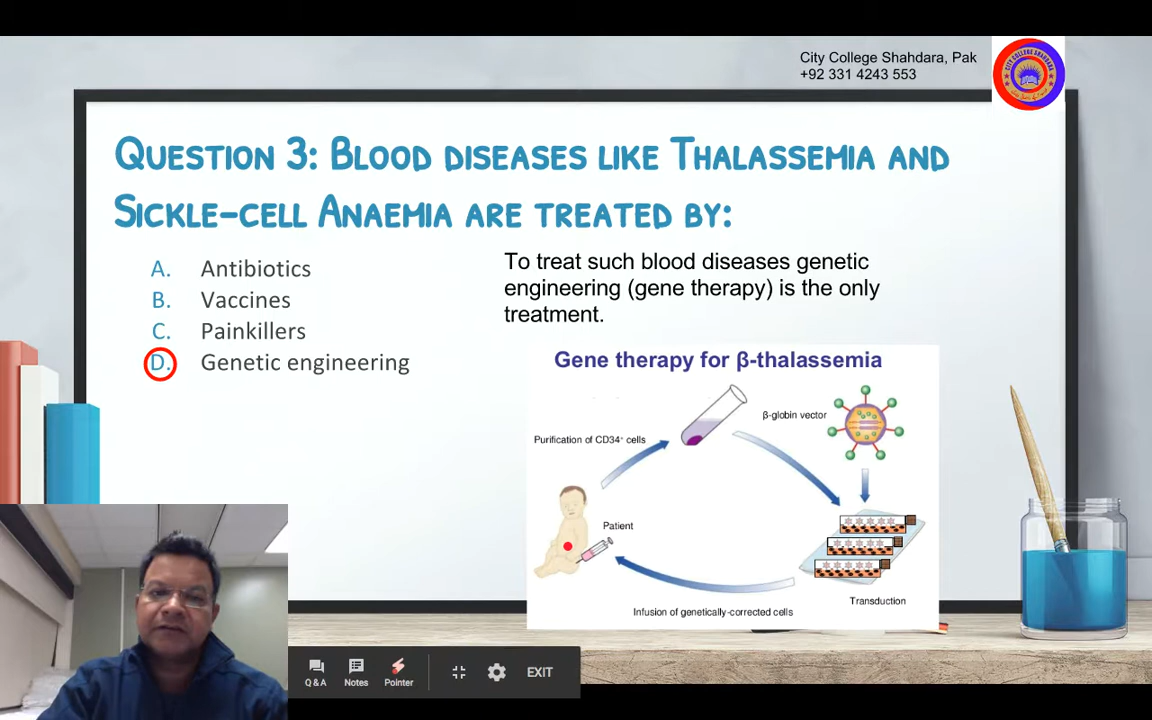 City College Shahdara, Pak
+92 331 4243 553
Question 3: Blood diseases like Thalassemia and
Sickle-cell Anaemia are treated by:
A. Antibiotics
B. Vaccines
C. Painkillers
D. Genetic engineering
To treat such blood diseases genetic
engineering (gene therapy) is the only
treatment.
Gene therapy for β-thalassemia
β-globin vector
Purification of CD34⁺ cells
Patient
Transduction
Infusion of genetically-corrected cells
Q & A
Notes
Pointer
EXIT